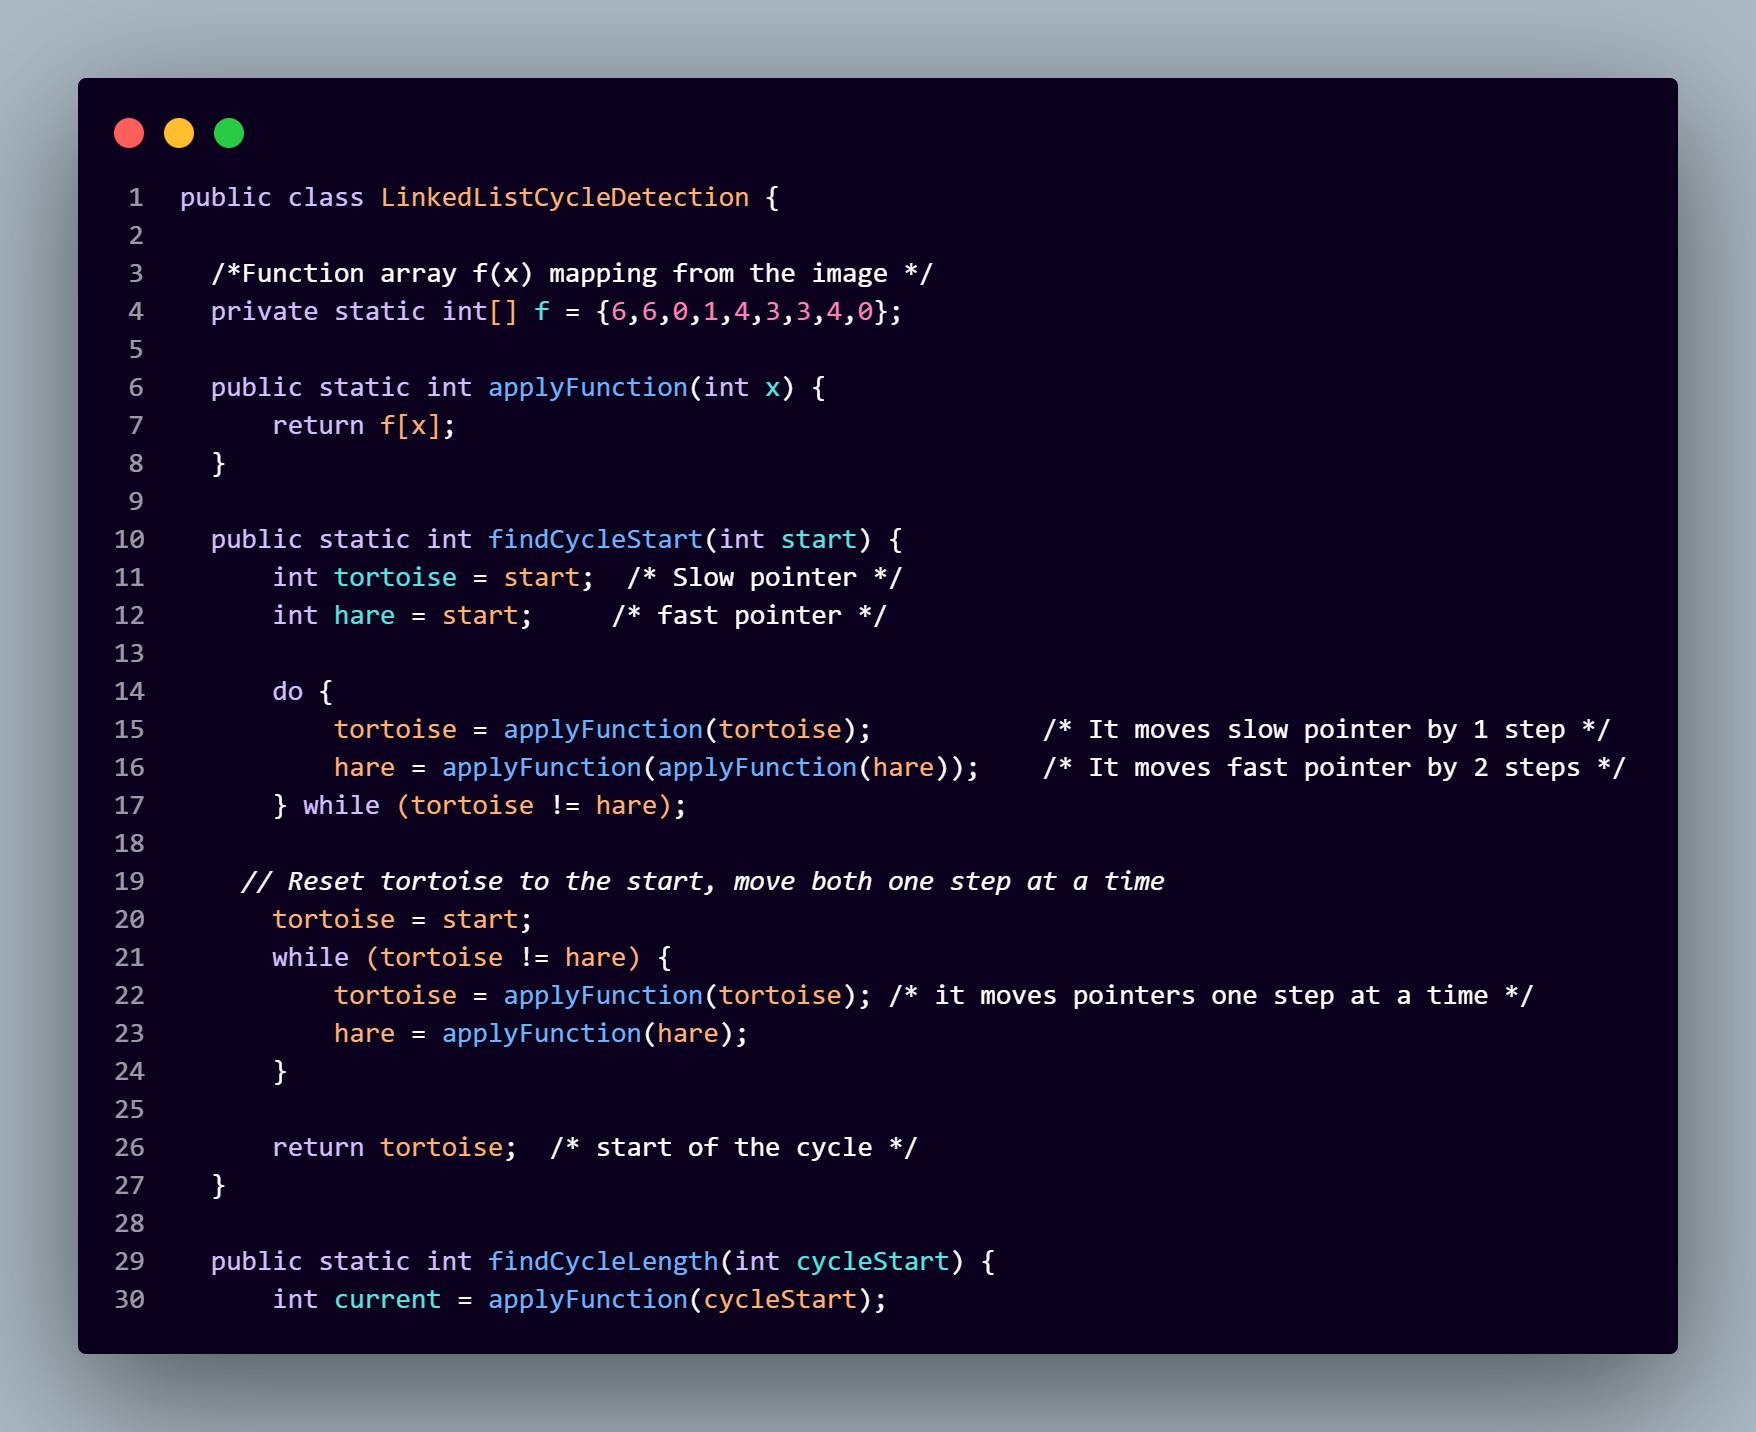 1 public class LinkedListCycleDetection {
2
3 /*Function array f(x) mapping from the image */
4 private static int[] f = {6,6,0,1,4,3,3,4,0};
5
6 public static int applyFunction(int x) {
7 return f[x];
8 }
9
10 public static int findCycleStart(int start) {
11 int tortoise = start;  /* Slow pointer */
12 int hare = start;     /* fast pointer */
13
14 do {
15 tortoise = applyFunction(tortoise);           /* It moves slow pointer by 1 step */
16 hare = applyFunction(applyFunction(hare));    /* It moves fast pointer by 2 steps */
17 } while (tortoise != hare);
18
19 // Reset tortoise to the start, move both one step at a time
20 tortoise = start;
21 while (tortoise != hare) {
22 tortoise = applyFunction(tortoise); /* it moves pointers one step at a time */
23 hare = applyFunction(hare);
24 }
25
26 return tortoise;  /* start of the cycle */
27 }
28
29 public static int findCycleLength(int cycleStart) {
30 int current = applyFunction(cycleStart);